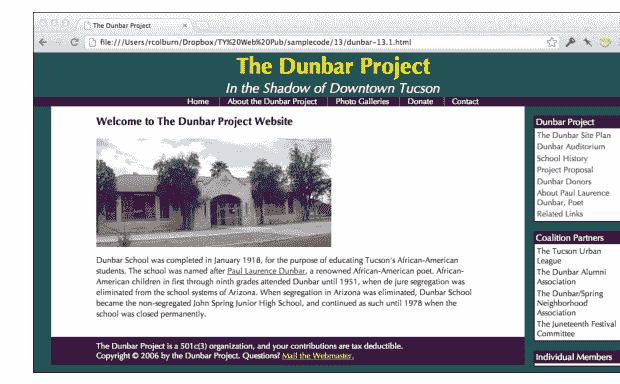 The Dunbar Project
file:///Users/rcolburn/Dropbox/TY%20Web%20Pub/samplecode/13/dunbar-13.1.html
The Dunbar Project
In the Shadow of Downtown Tucson
Home About the Dunbar Project Photo Galleries Donate Contact
Welcome to The Dunbar Project Website
Dunbar School was completed in January 1918, for the purpose of educating Tucson's African-American
students. The school was named after Paul Laurence Dunbar, a renowned African-American poet. African-
American children in first through ninth grades attended Dunbar until 1951, when de jure segregation was
eliminated from the school systems of Arizona. When segregation in Arizona was eliminated, Dunbar School
became the non-segregated John Spring Junior High School, and continued as such until 1978 when the
school was closed permanently.
Dunbar Project
The Dunbar Site Plan
Dunbar Auditorium
School History
Project Proposal
Dunbar Donors
About Paul Laurence
Dunbar, Poet
Related Links
Coalition Partners
The Tucson Urban
League
The Dunbar Alumni
Association
The Dunbar/Spring
Neighborhood
Association
The Juneteenth Festival
Committee
Individual Members
The Dunbar Project is a 501c(3) organization, and your contributions are tax deductible.
Copyright © 2006 by the Dunbar Project. Questions? Mail the Webmaster.